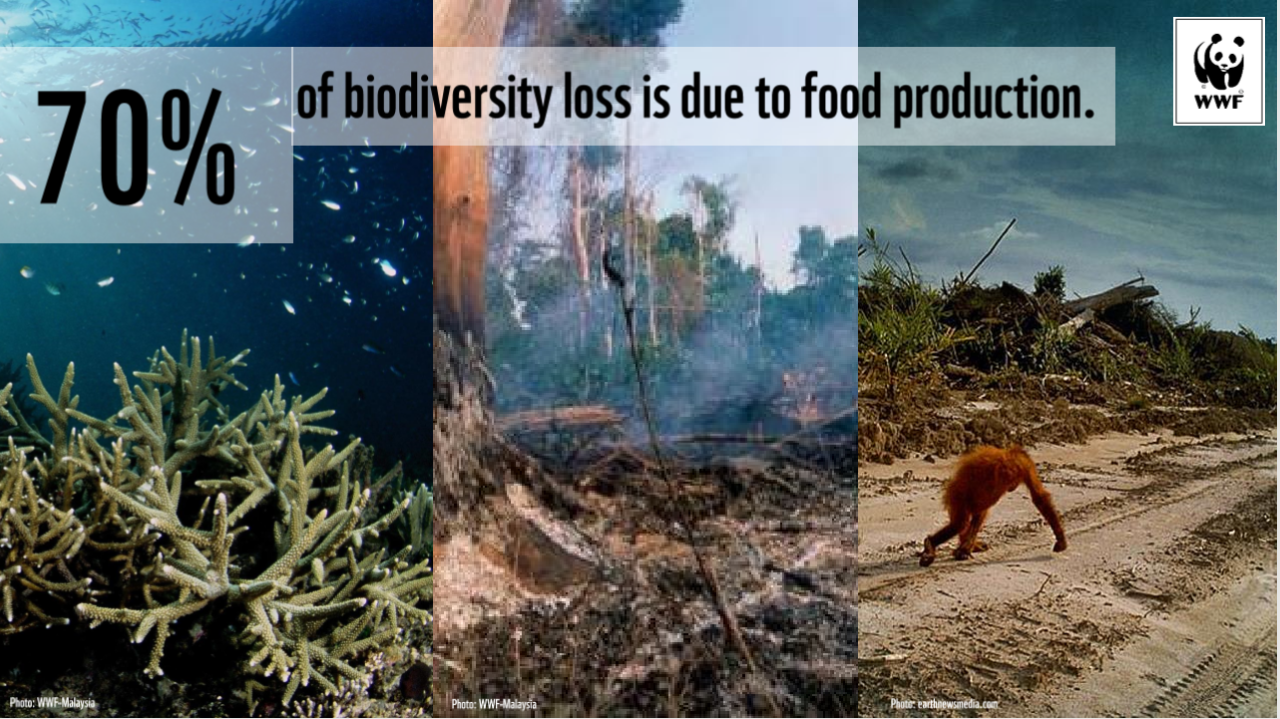 70%
of biodiversity loss is due to food production.
WWF
Photo: WWF-Malaysia
Photo: WWF-Malaysia
Photo: earthnewsmedia.com